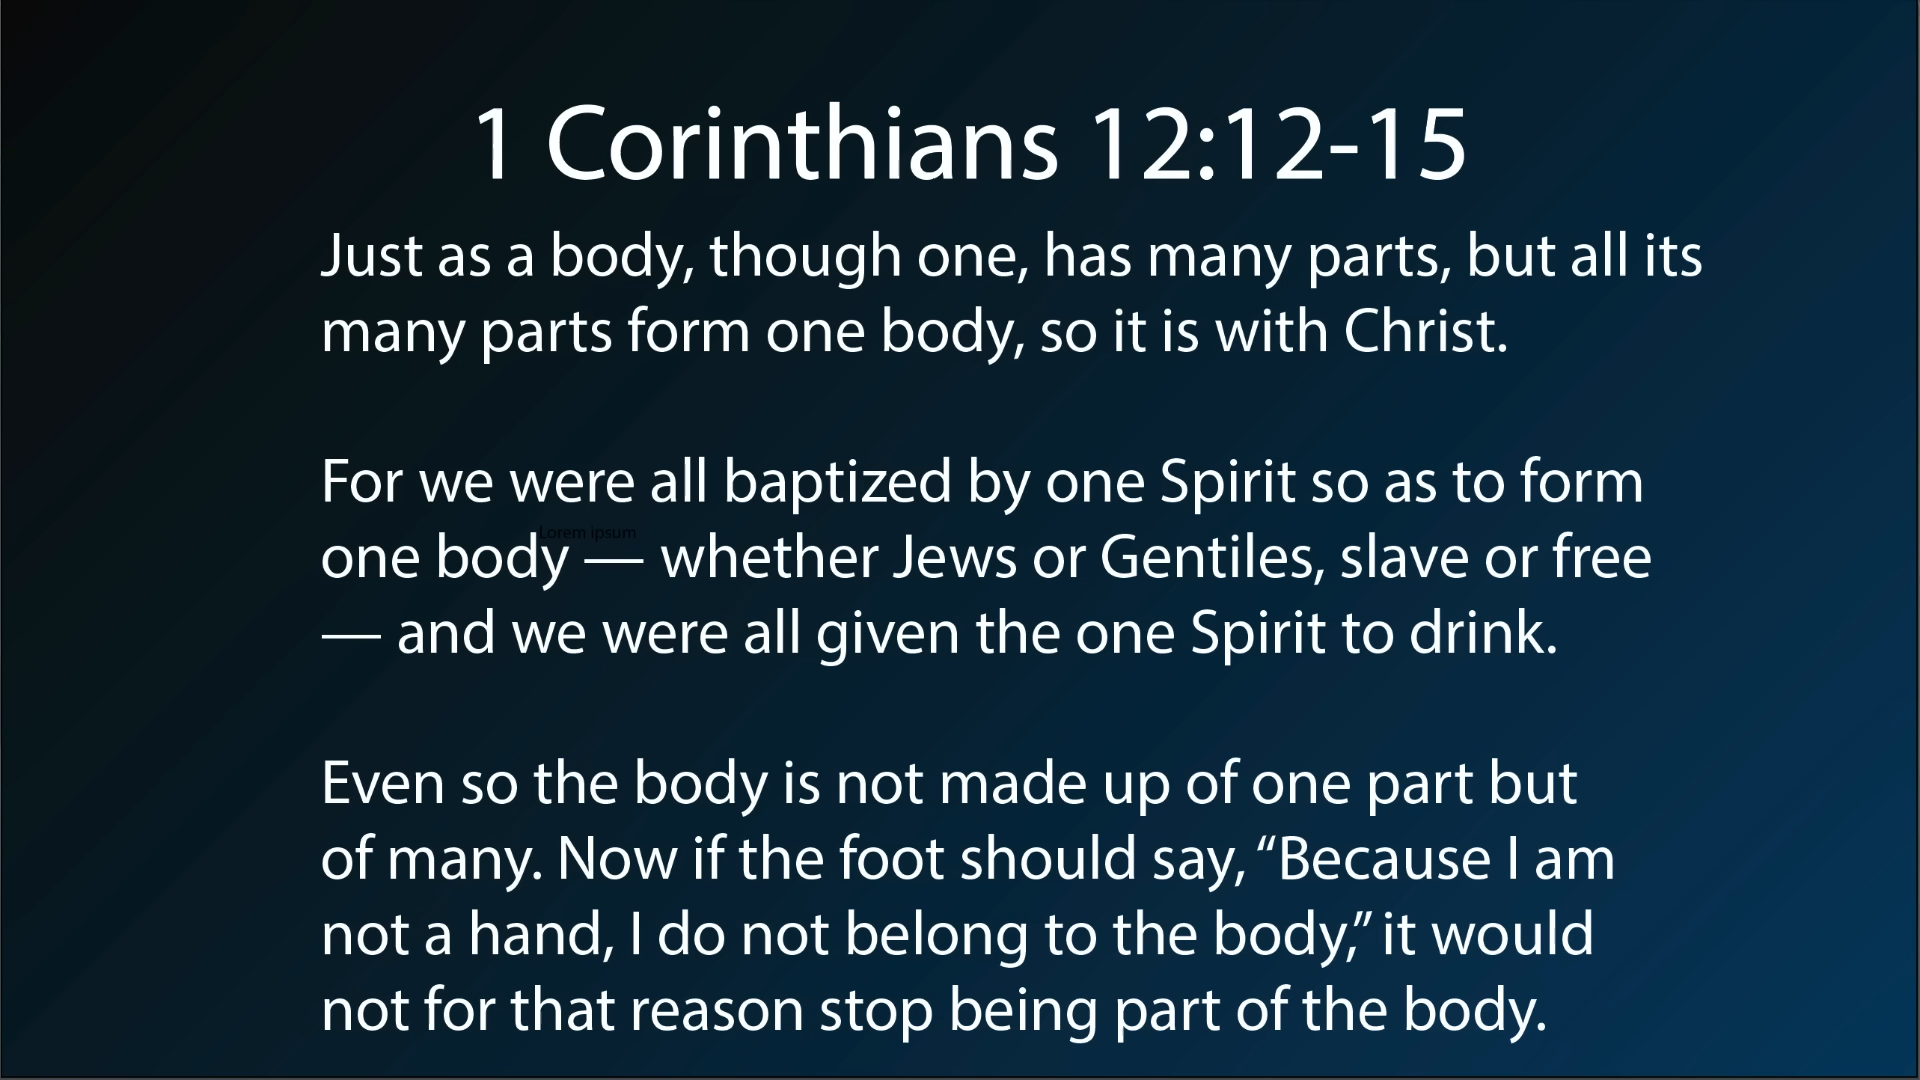 1 Corinthians 12:12-15
Just as a body, though one, has many parts, but all its
many parts form one body, so it is with Christ.
For we were all baptized by one Spirit so as to form
Lorem ipsum
one body — whether Jews or Gentiles, slave or free
— and we were all given the one Spirit to drink.
Even so the body is not made up of one part but
of many. Now if the foot should say, “Because I am
not a hand, I do not belong to the body,” it would
not for that reason stop being part of the body.